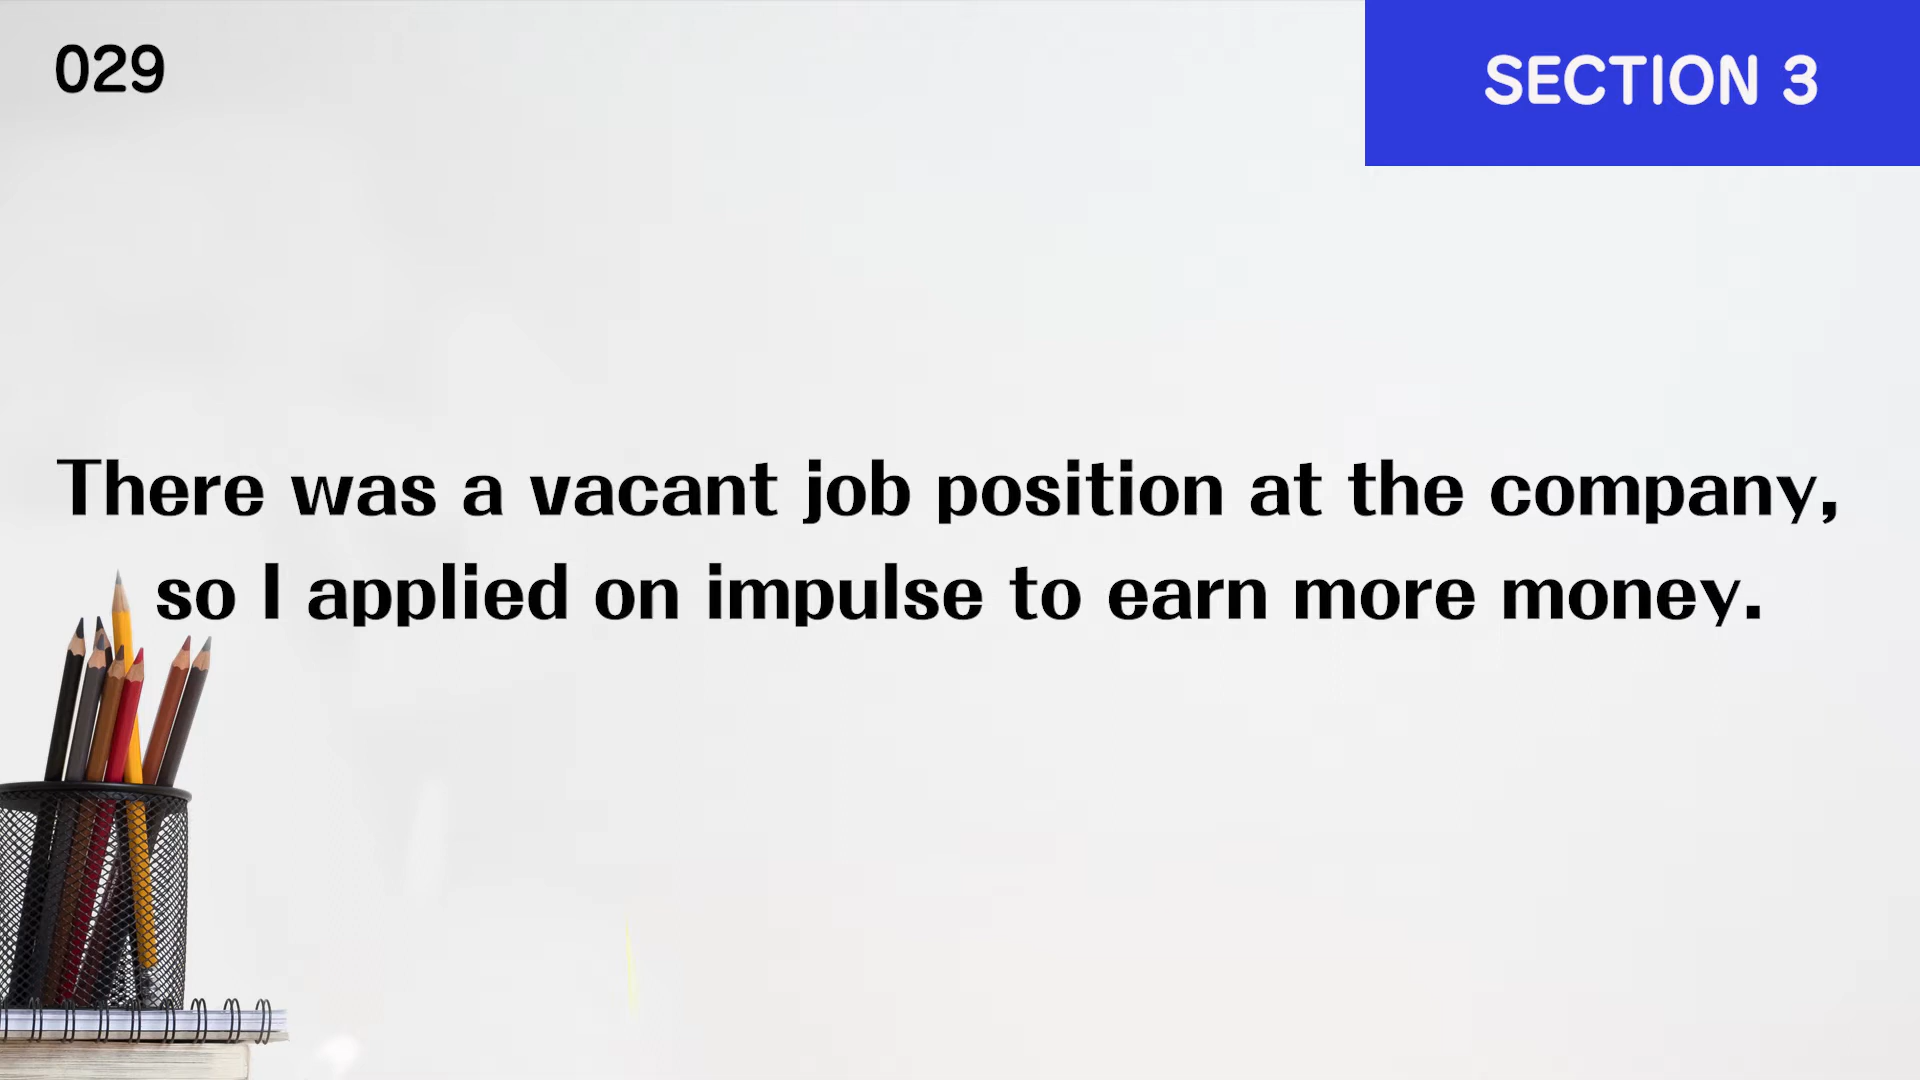 029
SECTION 3
There was a vacant job position at the company,
so I applied on impulse to earn more money.